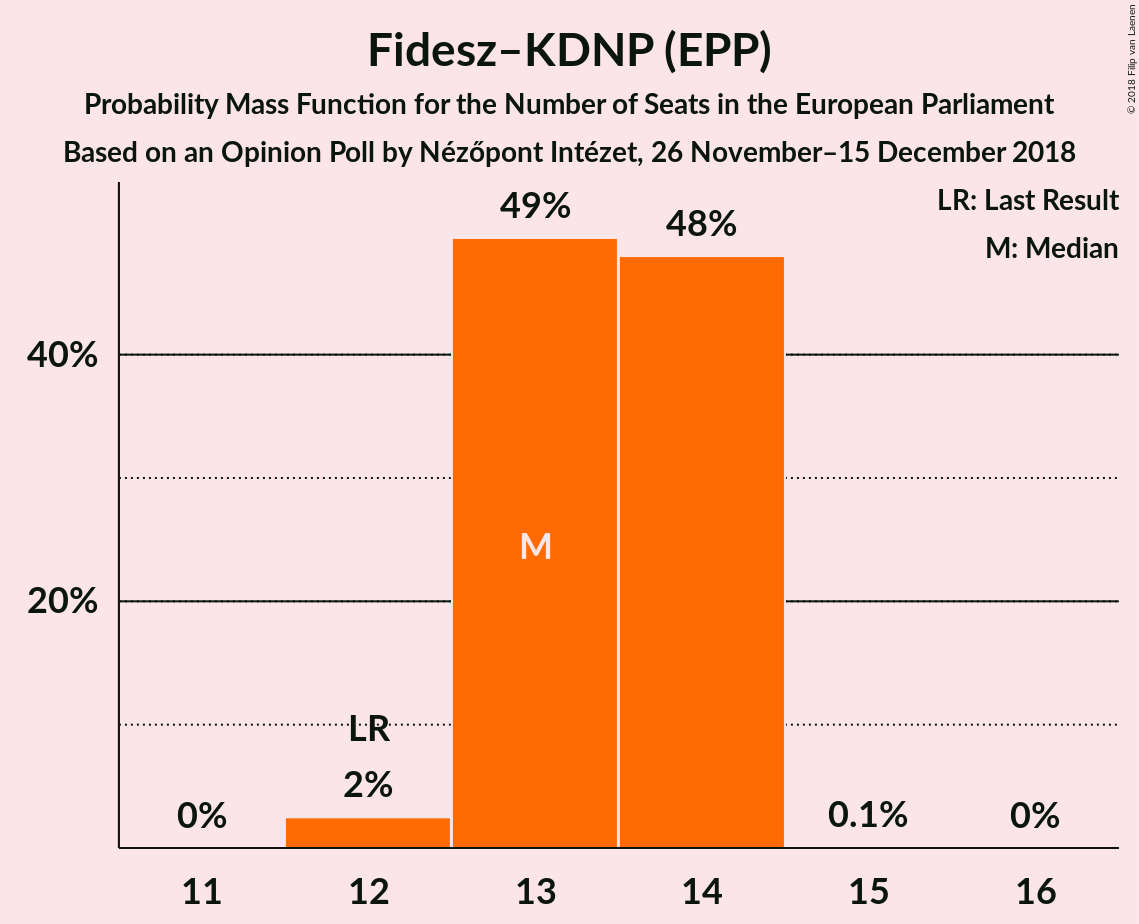 Fidesz–KDNP (EPP)
Probability Mass Function for the Number of Seats in the European Parliament
Based on an Opinion Poll by Nézőpont Intézet, 26 November–15 December 2018
© 2018 Filip van Laenen
LR: Last Result
M: Median
49%
48%
40%
M
20%
LR
2%
0%
0.1%
0%
11
12
13
14
15
16